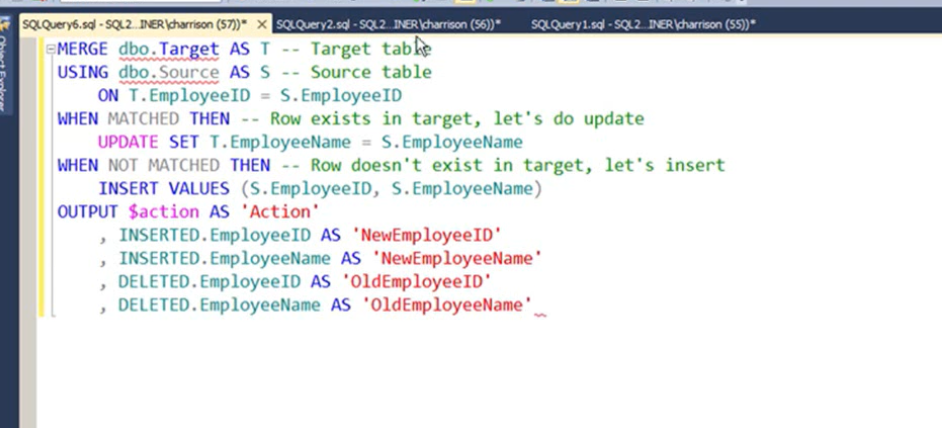 SQLQuery6.sql - SQL2...INER\charrison (57))* SQLQuery2.sql - SQL2...INER\charrison (56))* SQLQuery1.sql - SQL2...INER\charrison (55))*
Object Explorer
MERGE dbo.Target AS T -- Target table
USING dbo.Source AS S -- Source table
ON T.EmployeeID = S.EmployeeID
WHEN MATCHED THEN -- Row exists in target, let's do update
UPDATE SET T.EmployeeName = S.EmployeeName
WHEN NOT MATCHED THEN -- Row doesn't exist in target, let's insert
INSERT VALUES (S.EmployeeID, S.EmployeeName)
OUTPUT $action AS 'Action'
, INSERTED.EmployeeID AS 'NewEmployeeID'
, INSERTED.EmployeeName AS 'NewEmployeeName'
, DELETED.EmployeeID AS 'OldEmployeeID'
, DELETED.EmployeeName AS 'OldEmployeeName'